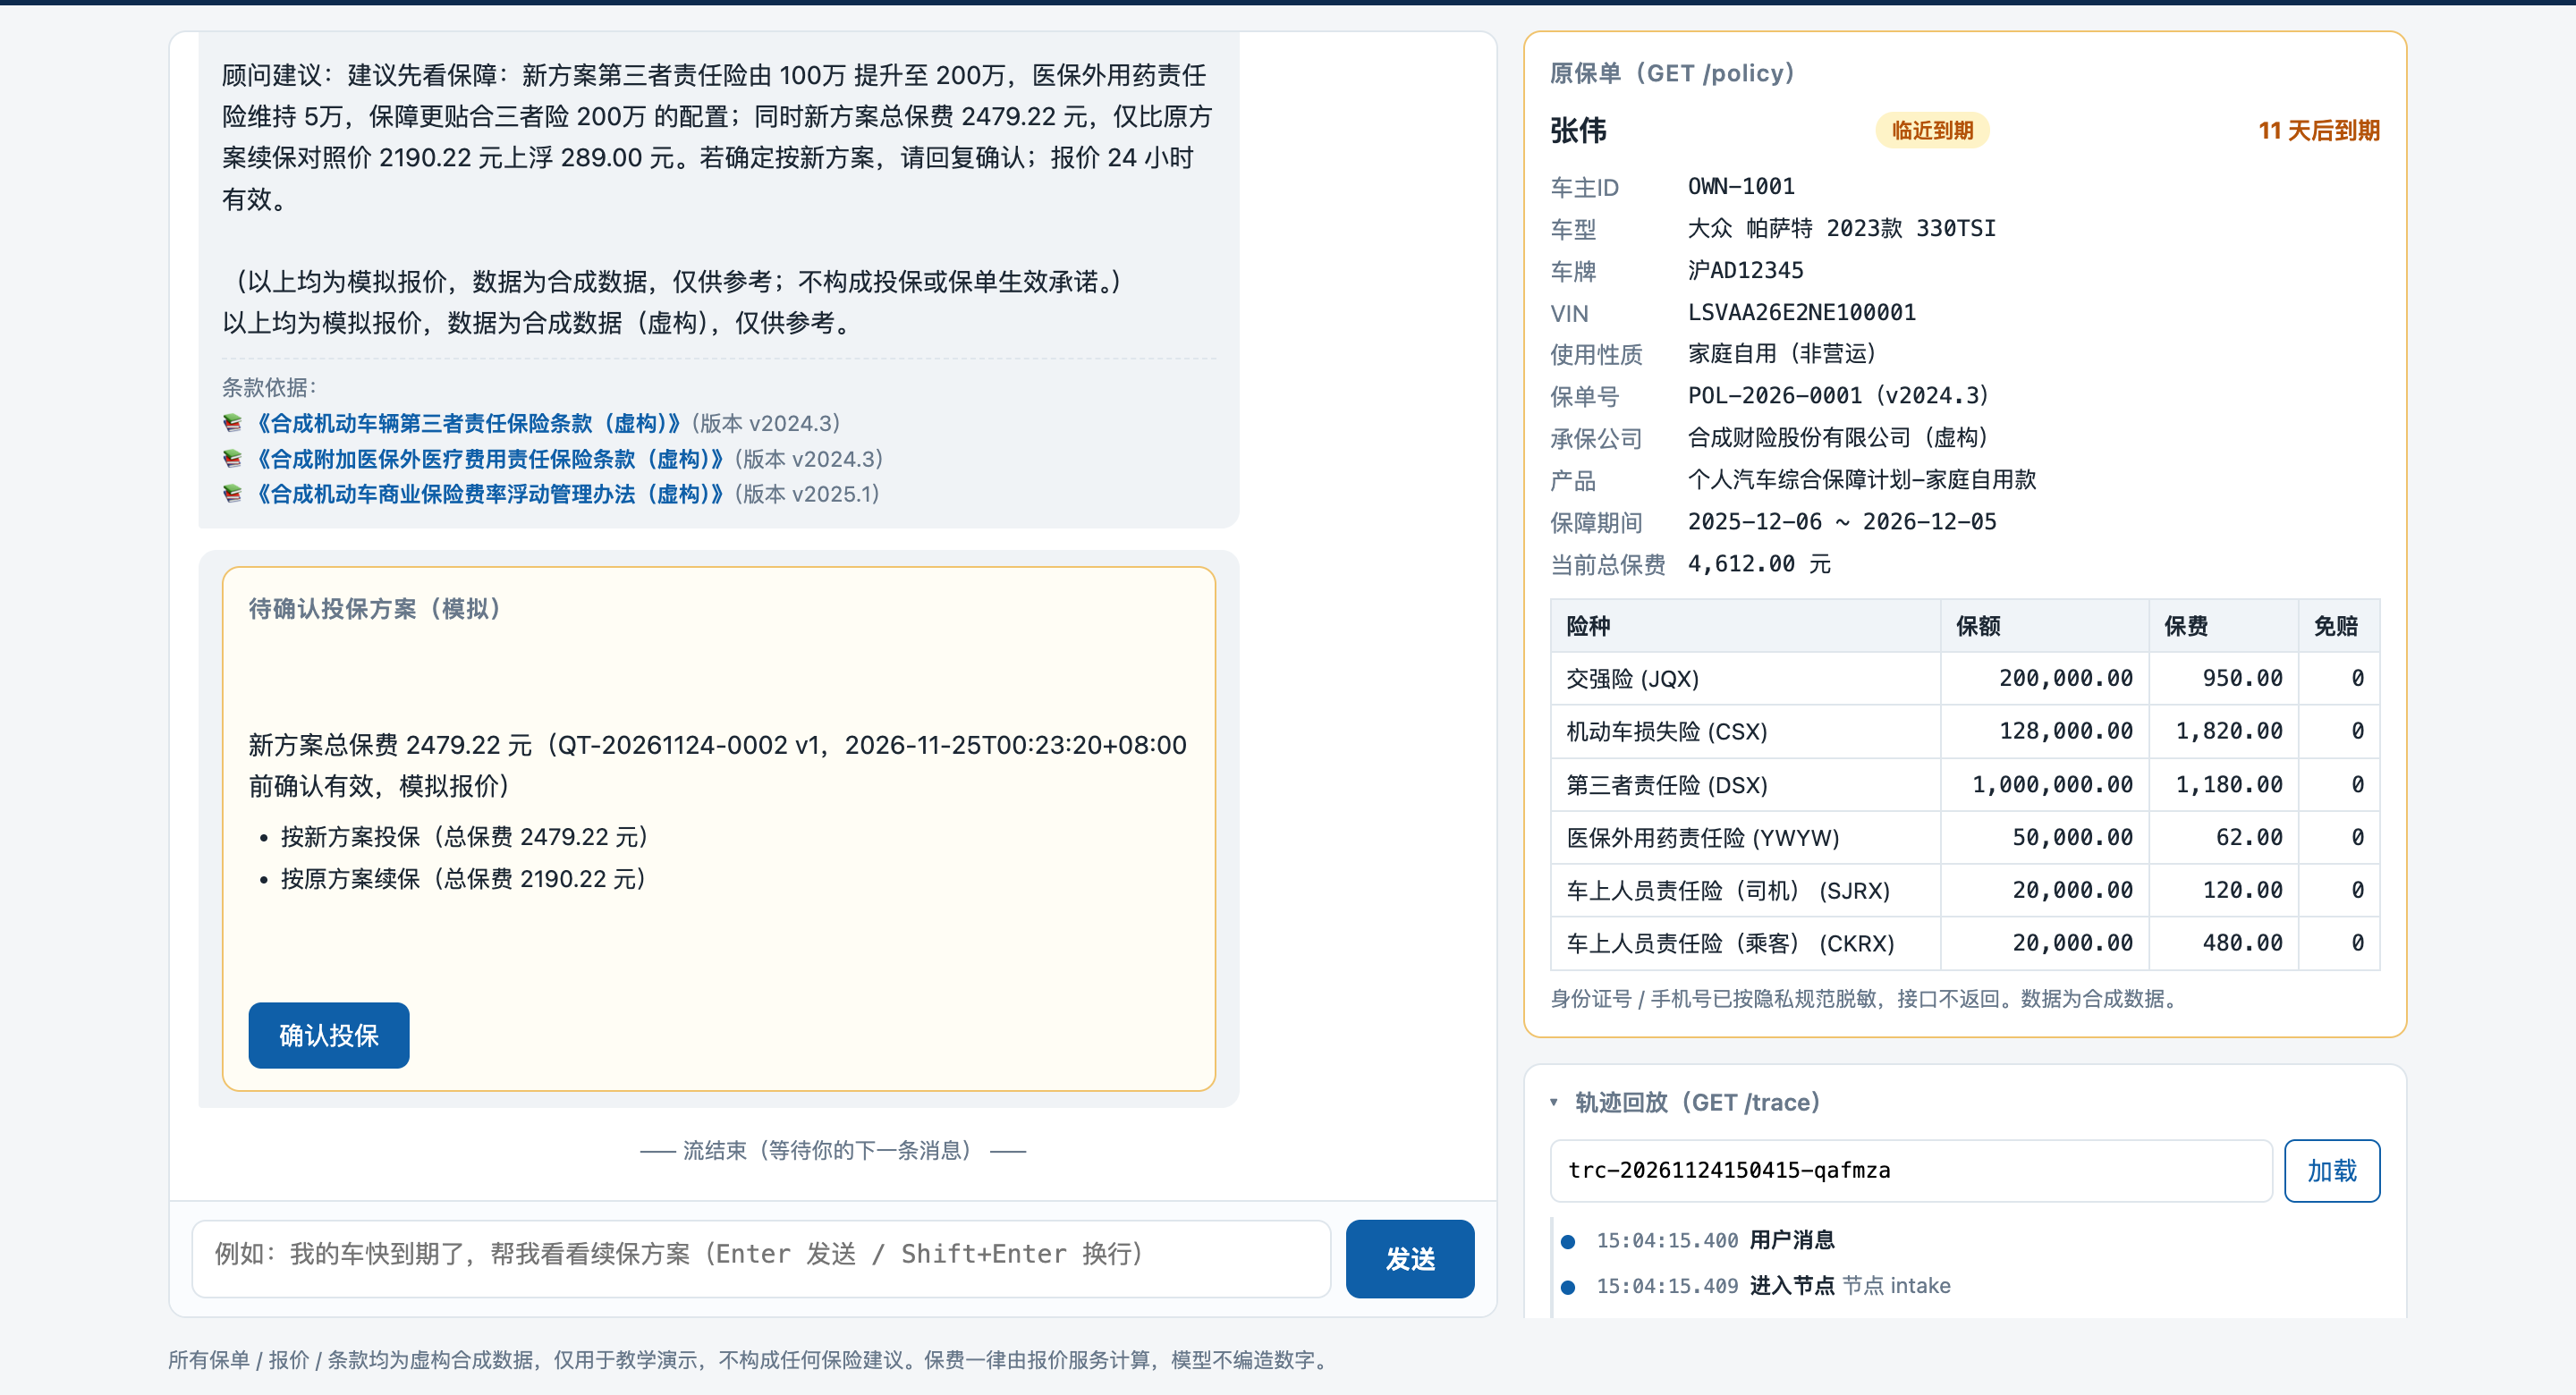 顾问建议：建议先看保障：新方案第三者责任险由 100万 提升至 200万，医保外用药责任
险维持 5万，保障更贴合三者险 200万 的配置；同时新方案总保费 2479.22 元，仅比原方
案续保对照价 2190.22 元上浮 289.00 元。若确定按新方案，请回复确认；报价 24 小时
有效。
（以上均为模拟报价，数据为合成数据，仅供参考；不构成投保或保单生效承诺。）
以上均为模拟报价，数据为合成数据（虚构），仅供参考。
条款依据：
《合成机动车辆第三者责任保险条款（虚构）》(版本 v2024.3)
《合成附加医保外医疗费用责任保险条款（虚构）》(版本 v2024.3)
《合成机动车商业保险费率浮动管理办法（虚构）》(版本 v2025.1)
待确认投保方案（模拟）
新方案总保费 2479.22 元（QT-20261124-0002 v1，2026-11-25T00:23:20+08:00
前确认有效，模拟报价）
• 按新方案投保（总保费 2479.22 元）
• 按原方案续保（总保费 2190.22 元）
确认投保
—— 流结束（等待你的下一条消息） ——
例如：我的车快到期了，帮我看看续保方案（Enter 发送 / Shift+Enter 换行）
发送
原保单（GET /policy）
张伟 临近到期 11 天后到期
车主ID OWN-1001
车型 大众 帕萨特 2023款 330TSI
车牌 沪AD12345
VIN LSVAA26E2NE100001
使用性质 家庭自用（非营运）
保单号 POL-2026-0001（v2024.3）
承保公司 合成财险股份有限公司（虚构）
产品 个人汽车综合保障计划-家庭自用款
保障期间 2025-12-06 ~ 2026-12-05
当前总保费 4,612.00 元
险种 保额 保费 免赔
交强险 (JQX) 200,000.00 950.00 0
机动车损失险 (CSX) 128,000.00 1,820.00 0
第三者责任险 (DSX) 1,000,000.00 1,180.00 0
医保外用药责任险 (YWYW) 50,000.00 62.00 0
车上人员责任险（司机） (SJRX) 20,000.00 120.00 0
车上人员责任险（乘客） (CKRX) 20,000.00 480.00 0
身份证号 / 手机号已按隐私规范脱敏，接口不返回。数据为合成数据。
▼ 轨迹回放（GET /trace）
trc-20261124150415-qafmza 加载
15:04:15.400 用户消息
15:04:15.409 进入节点 节点 intake
所有保单 / 报价 / 条款均为虚构合成数据，仅用于教学演示，不构成任何保险建议。保费一律由报价服务计算，模型不编造数字。